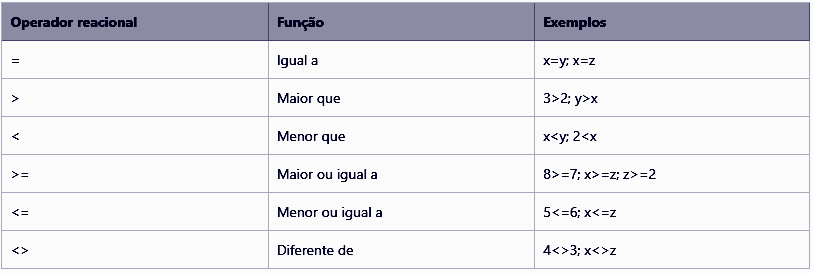 Operador reacional Função Exemplos
= Igual a x=y; x=z
> Maior que 3>2; y>x
< Menor que x<y; 2<x
>= Maior ou igual a 8>=7; x>=z; z>=2
<= Menor ou igual a 5<=6; x<=z
<> Diferente de 4<>3; x<>z